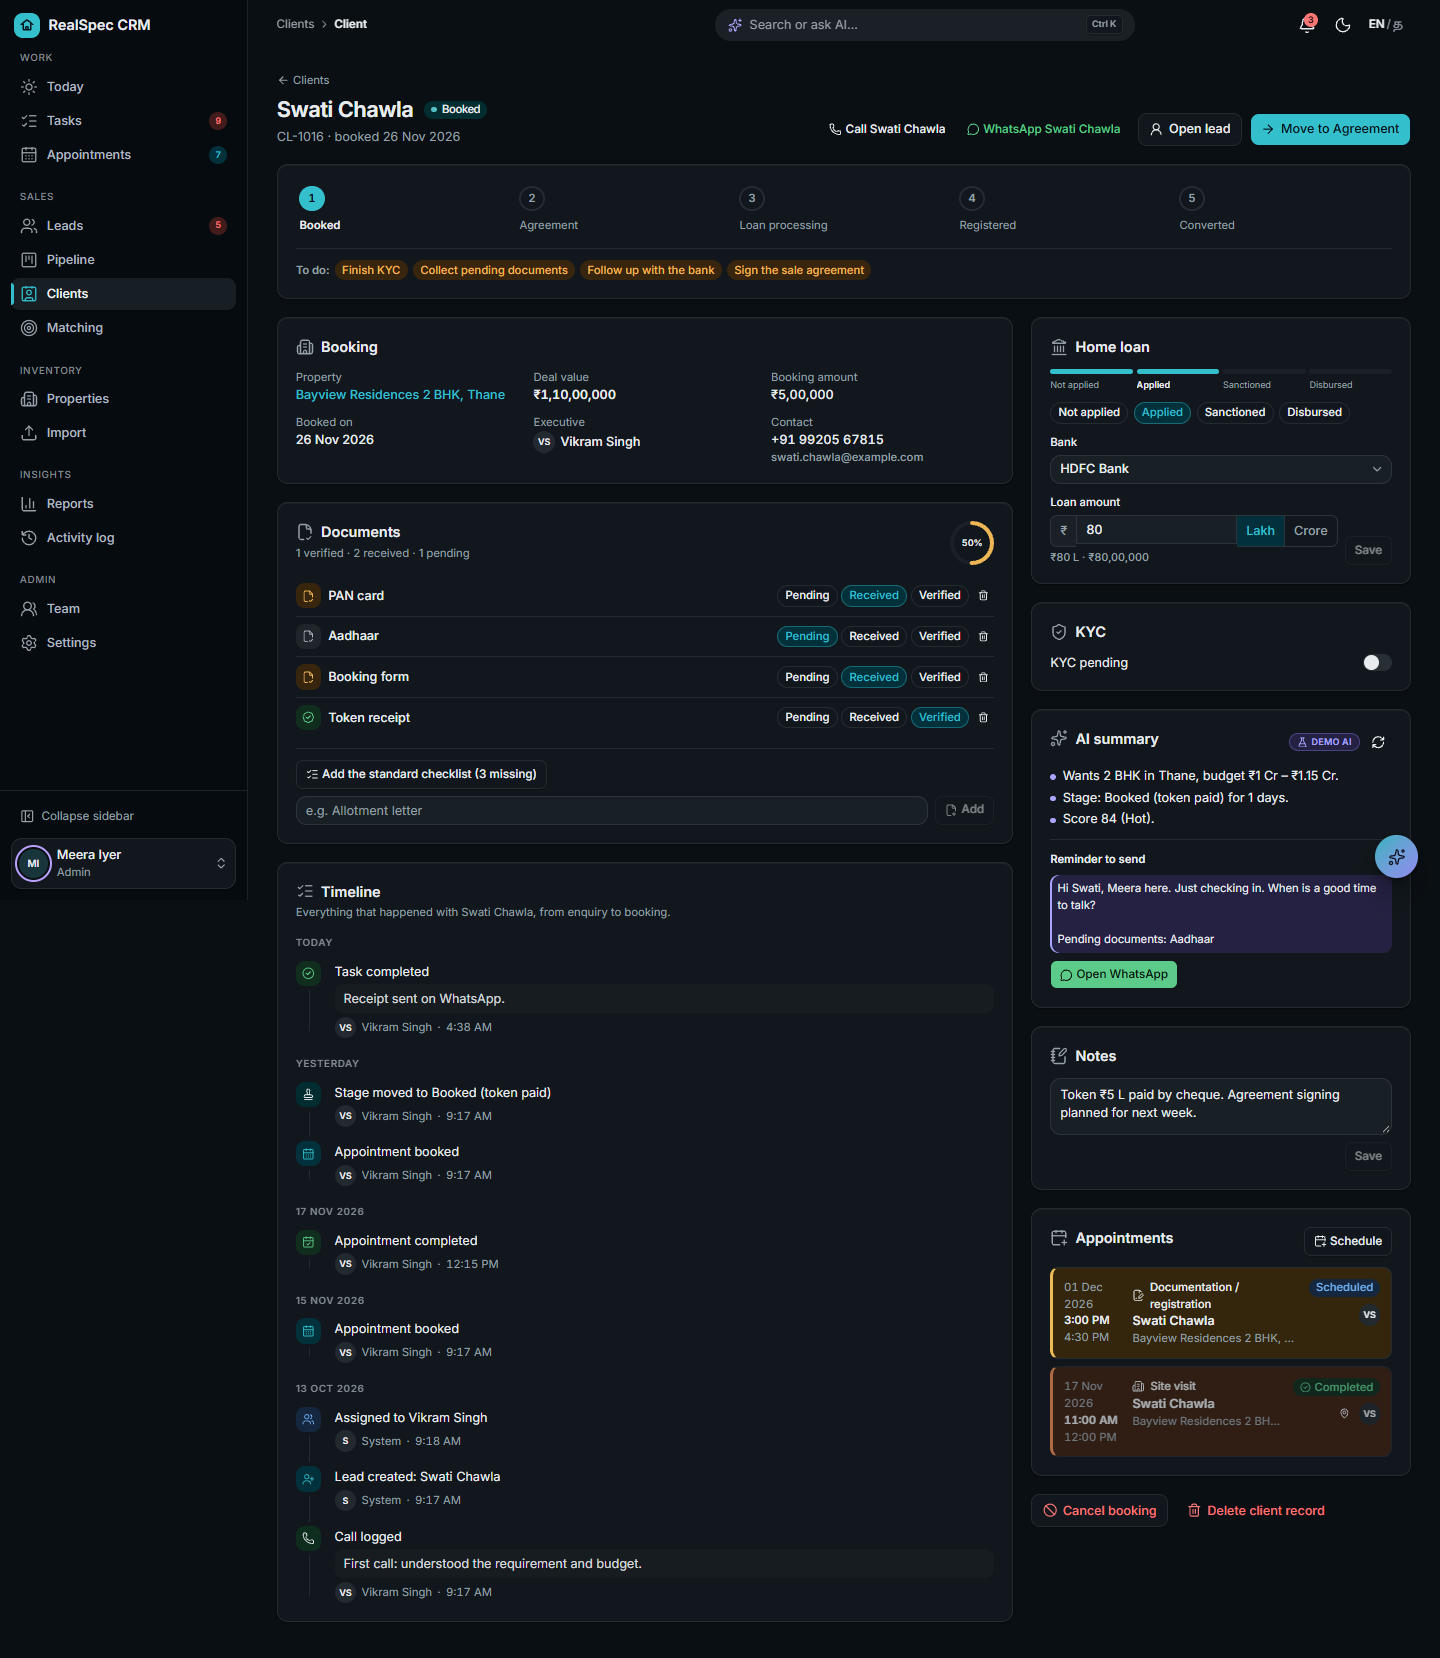 RealSpec CRM
WORK
Today
Tasks
9
Appointments
7
SALES
Leads
5
Pipeline
Clients
Matching
INVENTORY
Properties
Import
INSIGHTS
Reports
Activity log
ADMIN
Team
Settings
Collapse sidebar
MI
Meera Iyer
Admin
Clients > Client
Search or ask AI...
Ctrl K
3
EN / த
← Clients
Swati Chawla
Booked
CL-1016 · booked 26 Nov 2026
Call Swati Chawla
WhatsApp Swati Chawla
Open lead
→ Move to Agreement
1
Booked
2
Agreement
3
Loan processing
4
Registered
5
Converted
To do:
Finish KYC
Collect pending documents
Follow up with the bank
Sign the sale agreement
Booking
Property
Bayview Residences 2 BHK, Thane
Deal value
₹1,10,00,000
Booking amount
₹5,00,000
Booked on
26 Nov 2026
Executive
VS Vikram Singh
Contact
+91 99205 67815
swati.chawla@example.com
Documents
1 verified · 2 received · 1 pending
50%
PAN card
Pending Received Verified
Aadhaar
Pending Received Verified
Booking form
Pending Received Verified
Token receipt
Pending Received Verified
Add the standard checklist (3 missing)
e.g. Allotment letter
Add
Timeline
Everything that happened with Swati Chawla, from enquiry to booking.
TODAY
Task completed
Receipt sent on WhatsApp.
VS Vikram Singh · 4:38 AM
YESTERDAY
Stage moved to Booked (token paid)
VS Vikram Singh · 9:17 AM
Appointment booked
VS Vikram Singh · 9:17 AM
17 NOV 2026
Appointment completed
VS Vikram Singh · 12:15 PM
15 NOV 2026
Appointment booked
VS Vikram Singh · 9:17 AM
13 OCT 2026
Assigned to Vikram Singh
S System · 9:18 AM
Lead created: Swati Chawla
S System · 9:17 AM
Call logged
First call: understood the requirement and budget.
VS Vikram Singh · 9:17 AM
Home loan
Not applied
Applied
Sanctioned
Disbursed
Not applied Applied Sanctioned Disbursed
Bank
HDFC Bank
Loan amount
₹ 80 Lakh Crore
₹80 L · ₹80,00,000
Save
KYC
KYC pending
AI summary
DEMO AI
Wants 2 BHK in Thane, budget ₹1 Cr – ₹1.15 Cr.
Stage: Booked (token paid) for 1 days.
Score 84 (Hot).
Reminder to send
Hi Swati, Meera here. Just checking in. When is a good time
to talk?
Pending documents: Aadhaar
Open WhatsApp
Notes
Token ₹5 L paid by cheque. Agreement signing
planned for next week.
Save
Appointments
Schedule
01 Dec
2026
3:00 PM
4:30 PM
Documentation /
registration
Swati Chawla
Bayview Residences 2 BHK, ...
Scheduled
VS
17 Nov
2026
11:00 AM
12:00 PM
Site visit
Swati Chawla
Bayview Residences 2 BH...
Completed
VS
Cancel booking
Delete client record